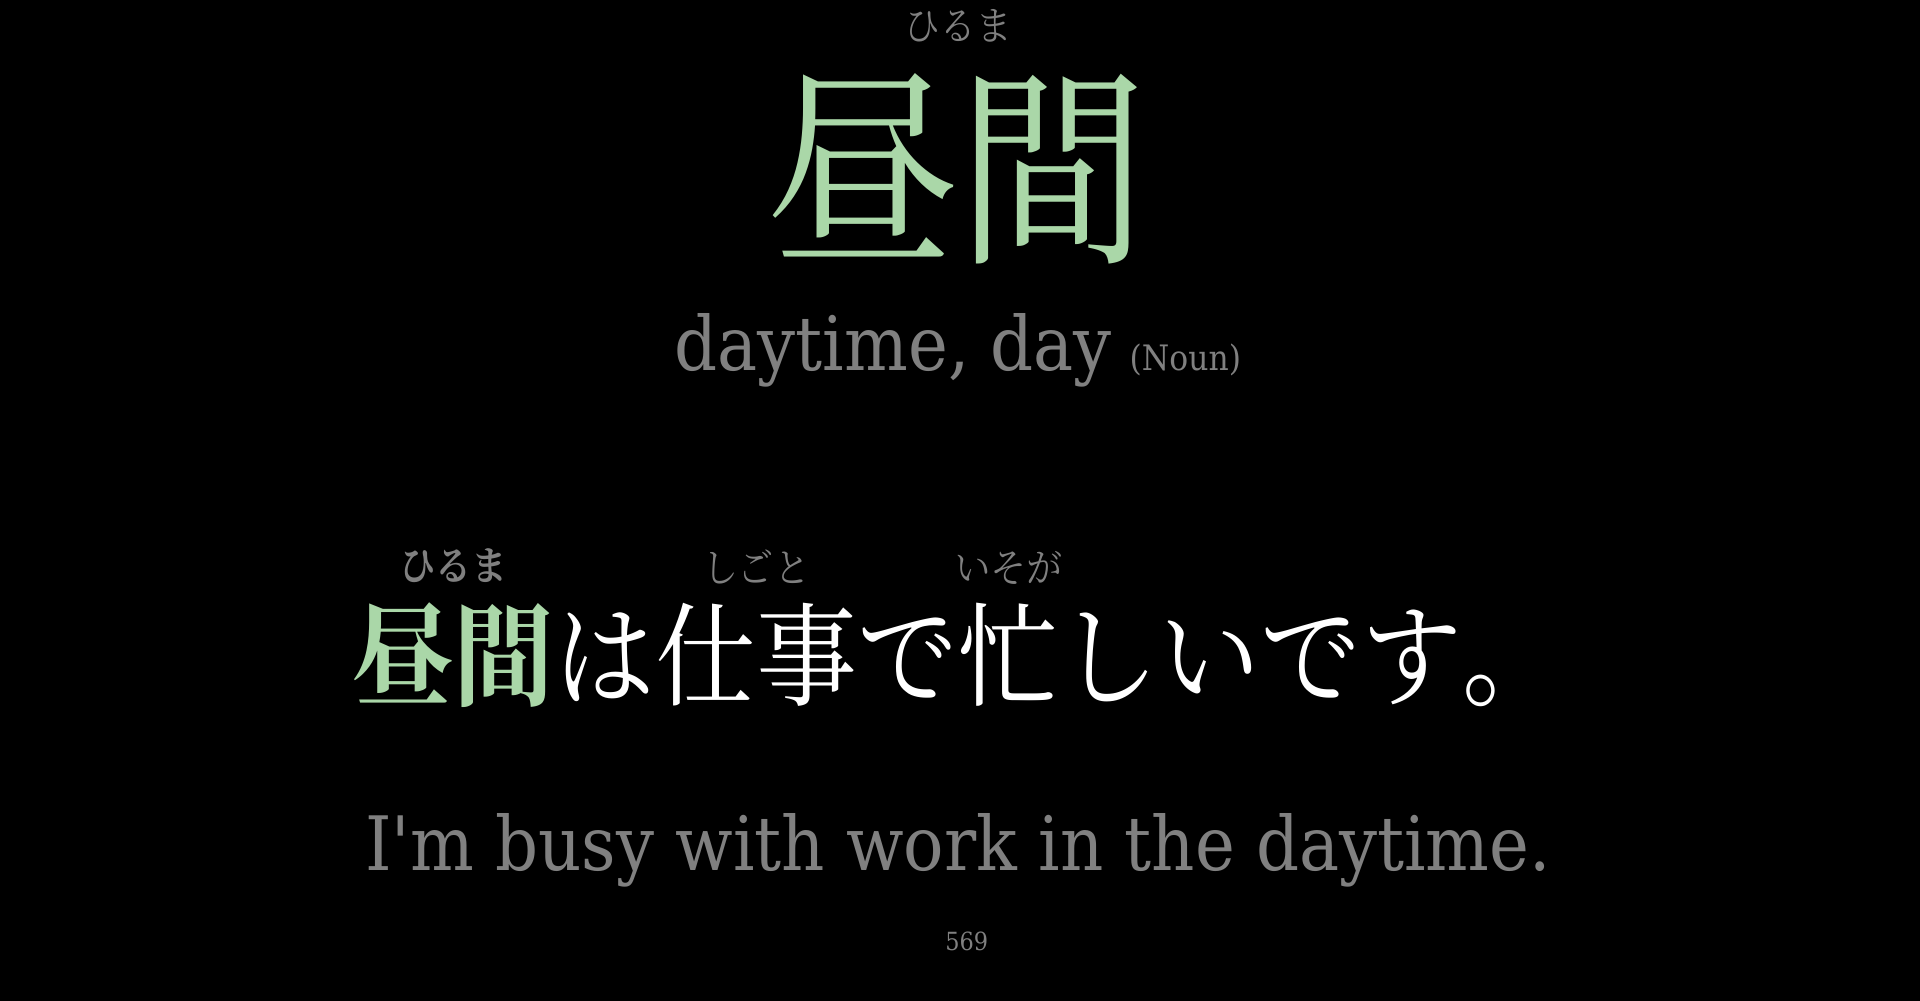 ひるま
昼間
daytime, day (Noun)
ひるま しごと いそが
昼間は仕事で忙しいです。
I'm busy with work in the daytime.
569